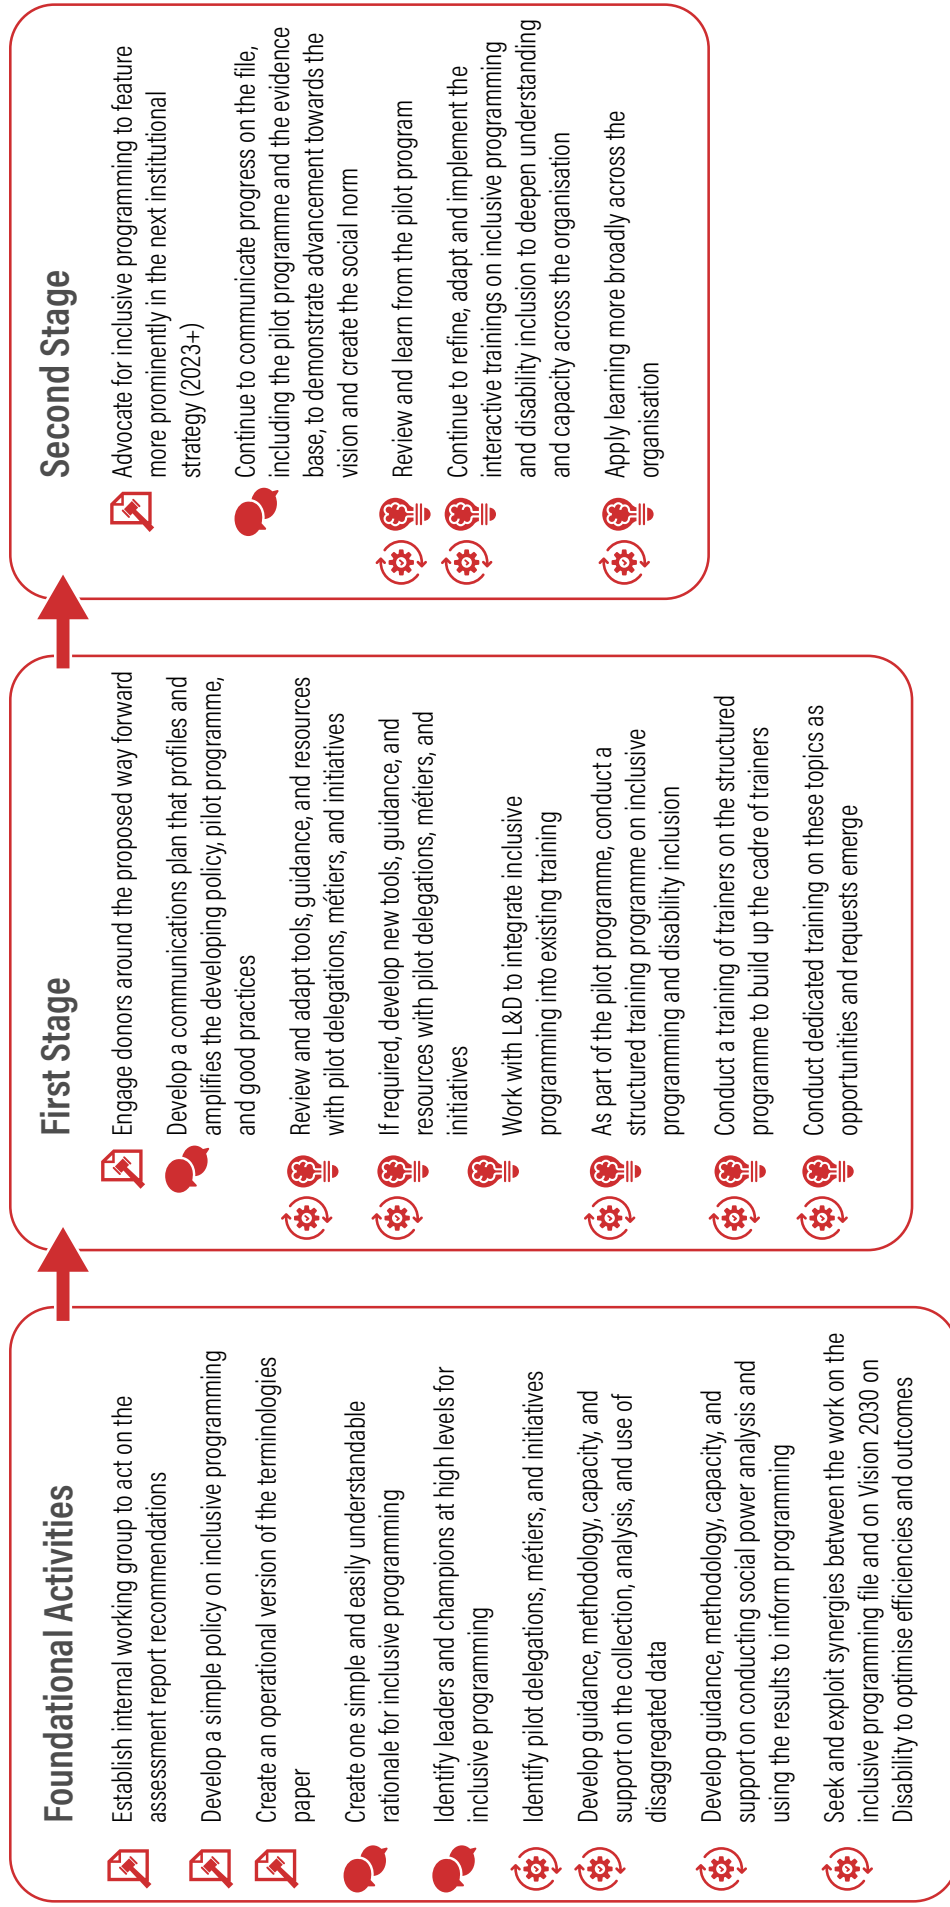 Foundational Activities
Establish internal working group to act on the
assessment report recommendations
Develop a simple policy on inclusive programming
Create an operational version of the terminologies
paper
Create one simple and easily understandable
rationale for inclusive programming
Identify leaders and champions at high levels for
inclusive programming
Identify pilot delegations, métiers, and initiatives
Develop guidance, methodology, capacity, and
support on the collection, analysis, and use of
disaggregated data
Develop guidance, methodology, capacity, and
support on conducting social power analysis and
using the results to inform programming
Seek and exploit synergies between the work on the
inclusive programming file and on Vision 2030 on
Disability to optimise efficiencies and outcomes
First Stage
Engage donors around the proposed way forward
Develop a communications plan that profiles and
amplifies the developing policy, pilot programme,
and good practices
Review and adapt tools, guidance, and resources
with pilot delegations, métiers, and initiatives
If required, develop new tools, guidance, and
resources with pilot delegations, métiers, and
initiatives
Work with L&D to integrate inclusive
programming into existing training
As part of the pilot programme, conduct a
structured training programme on inclusive
programming and disability inclusion
Conduct a training of trainers on the structured
programme to build up the cadre of trainers
Conduct dedicated training on these topics as
opportunities and requests emerge
Second Stage
Advocate for inclusive programming to feature
more prominently in the next institutional
strategy (2023+)
Continue to communicate progress on the file,
including the pilot programme and the evidence
base, to demonstrate advancement towards the
vision and create the social norm
Review and learn from the pilot program
Continue to refine, adapt and implement the
interactive trainings on inclusive programming
and disability inclusion to deepen understanding
and capacity across the organisation
Apply learning more broadly across the
organisation